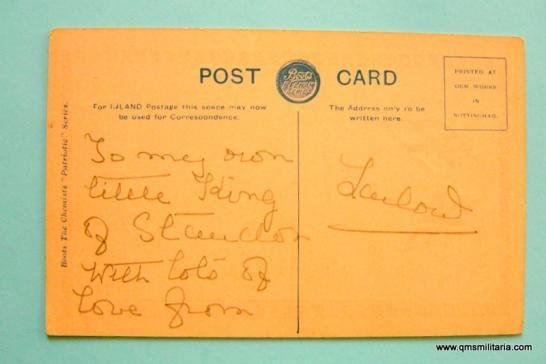 POST CARD
Boots
For INLAND Postage this space may now
be used for Correspondence.
The Address only to be
written here.
PRINTED AT
OUR WORKS
IN
NOTTINGHAM.
Boots The Chemists "Patriotic" Series.
To my own
little King
of
with lots of
love from
www.qmsmilitaria.com